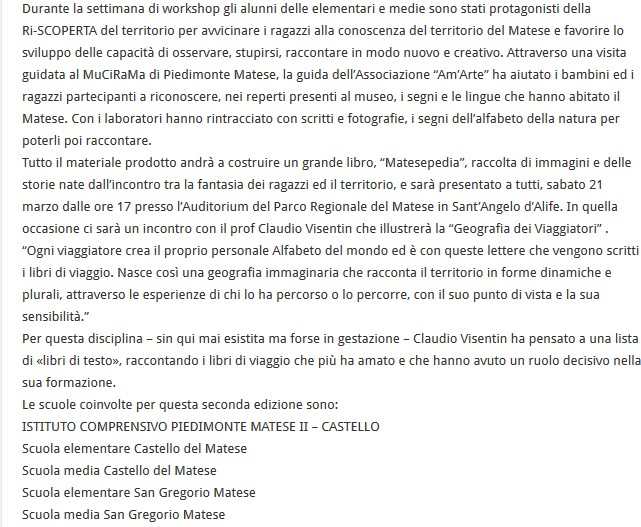 Durante la settimana di workshop gli alunni delle elementari e medie sono stati protagonisti della
Ri-SCOPERTA del territorio per avvicinare i ragazzi alla conoscenza del territorio del Matese e favorire lo
sviluppo delle capacità di osservare, stupirsi, raccontare in modo nuovo e creativo. Attraverso una visita
guidata al MuCiRaMa di Piedimonte Matese, la guida dell’Associazione “Am’Arte” ha aiutato i bambini ed i
ragazzi partecipanti a riconoscere, nei reperti presenti al museo, i segni e le lingue che hanno abitato il
Matese. Con i laboratori hanno rintracciato con scritti e fotografie, i segni dell’alfabeto della natura per
poterli poi raccontare.
Tutto il materiale prodotto andrà a costruire un grande libro, “Matesepedia”, raccolta di immagini e delle
storie nate dall’incontro tra la fantasia dei ragazzi ed il territorio, e sarà presentato a tutti, sabato 21
marzo dalle ore 17 presso l’Auditorium del Parco Regionale del Matese in Sant’Angelo d’Alife. In quella
occasione ci sarà un incontro con il prof Claudio Visentin che illustrerà la “Geografia dei Viaggiatori” .
“Ogni viaggiatore crea il proprio personale Alfabeto del mondo ed è con queste lettere che vengono scritti
i libri di viaggio. Nasce così una geografia immaginaria che racconta il territorio in forme dinamiche e
plurali, attraverso le esperienze di chi lo ha percorso o lo percorre, con il suo punto di vista e la sua
sensibilità.”
Per questa disciplina – sin qui mai esistita ma forse in gestazione – Claudio Visentin ha pensato a una lista
di «libri di testo», raccontando i libri di viaggio che più ha amato e che hanno avuto un ruolo decisivo nella
sua formazione.
Le scuole coinvolte per questa seconda edizione sono:
ISTITUTO COMPRENSIVO PIEDIMONTE MATESE II – CASTELLO
Scuola elementare Castello del Matese
Scuola media Castello del Matese
Scuola elementare San Gregorio Matese
Scuola media San Gregorio Matese